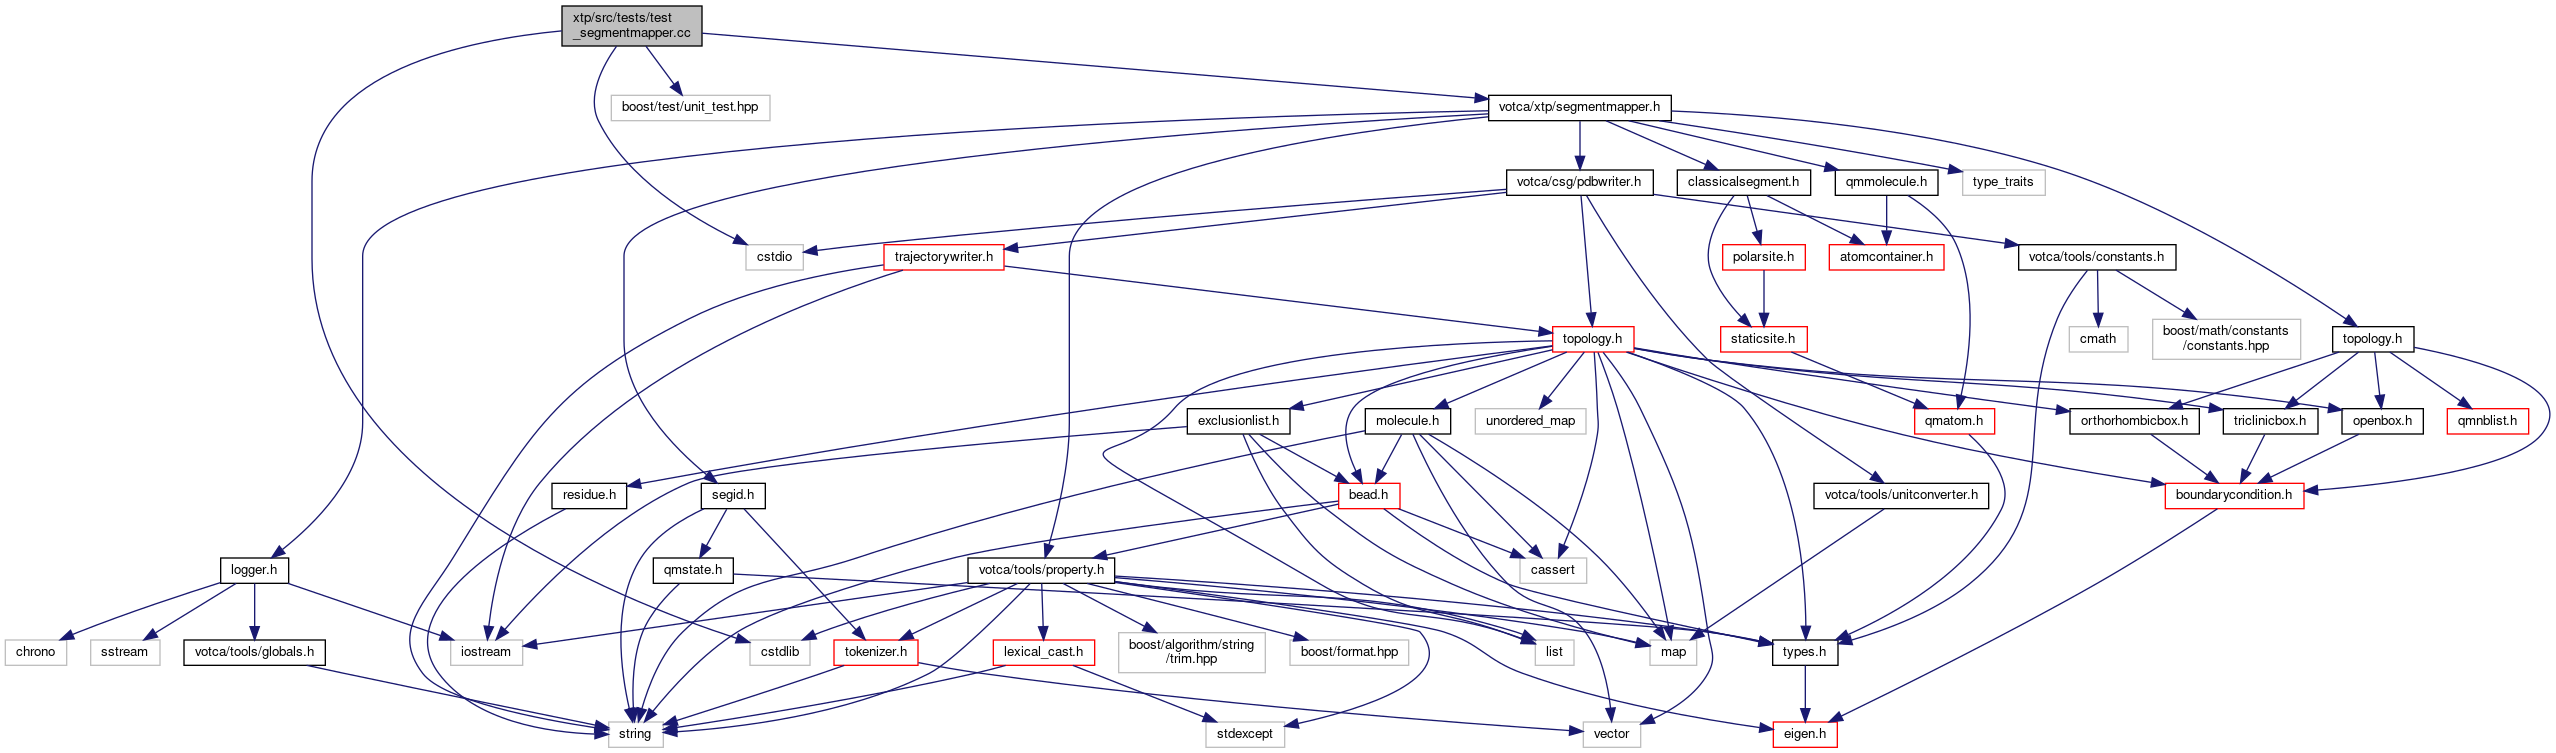 xtp/src/tests/test
_segmentmapper.cc
boost/test/unit_test.hpp
votca/xtp/segmentmapper.h
votca/csg/pdbwriter.h
classicalsegment.h
qmmolecule.h
type_traits
cstdio
trajectorywriter.h
polarsite.h
atomcontainer.h
votca/tools/constants.h
topology.h
staticsite.h
cmath
boost/math/constants
/constants.hpp
topology.h
exclusionlist.h
molecule.h
unordered_map
qmatom.h
orthorhombicbox.h
triclinicbox.h
openbox.h
qmnblist.h
residue.h
segid.h
bead.h
votca/tools/unitconverter.h
boundarycondition.h
logger.h
qmstate.h
votca/tools/property.h
cassert
chrono
sstream
votca/tools/globals.h
iostream
cstdlib
tokenizer.h
lexical_cast.h
boost/algorithm/string
/trim.hpp
boost/format.hpp
list
map
types.h
string
stdexcept
vector
eigen.h